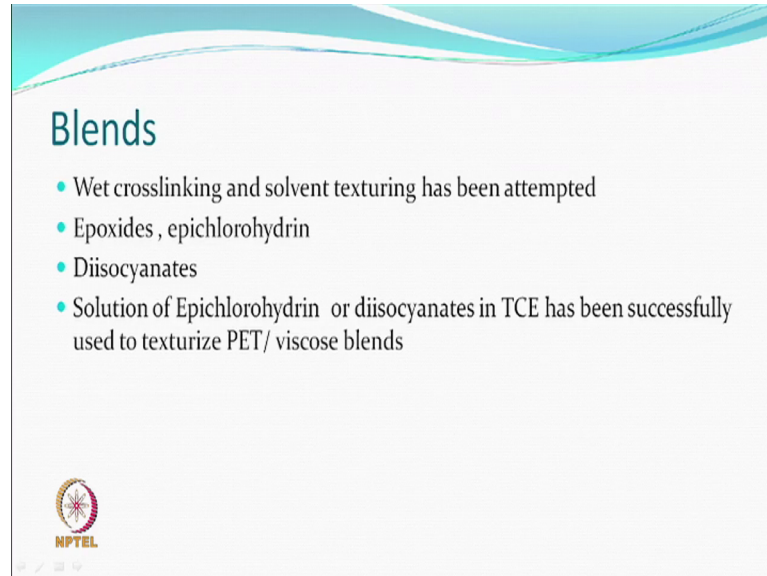 Blends
• Wet crosslinking and solvent texturing has been attempted
• Epoxides , epichlorohydrin
• Diisocyanates
• Solution of Epichlorohydrin or diisocyanates in TCE has been successfully
used to texturize PET/ viscose blends
NPTEL